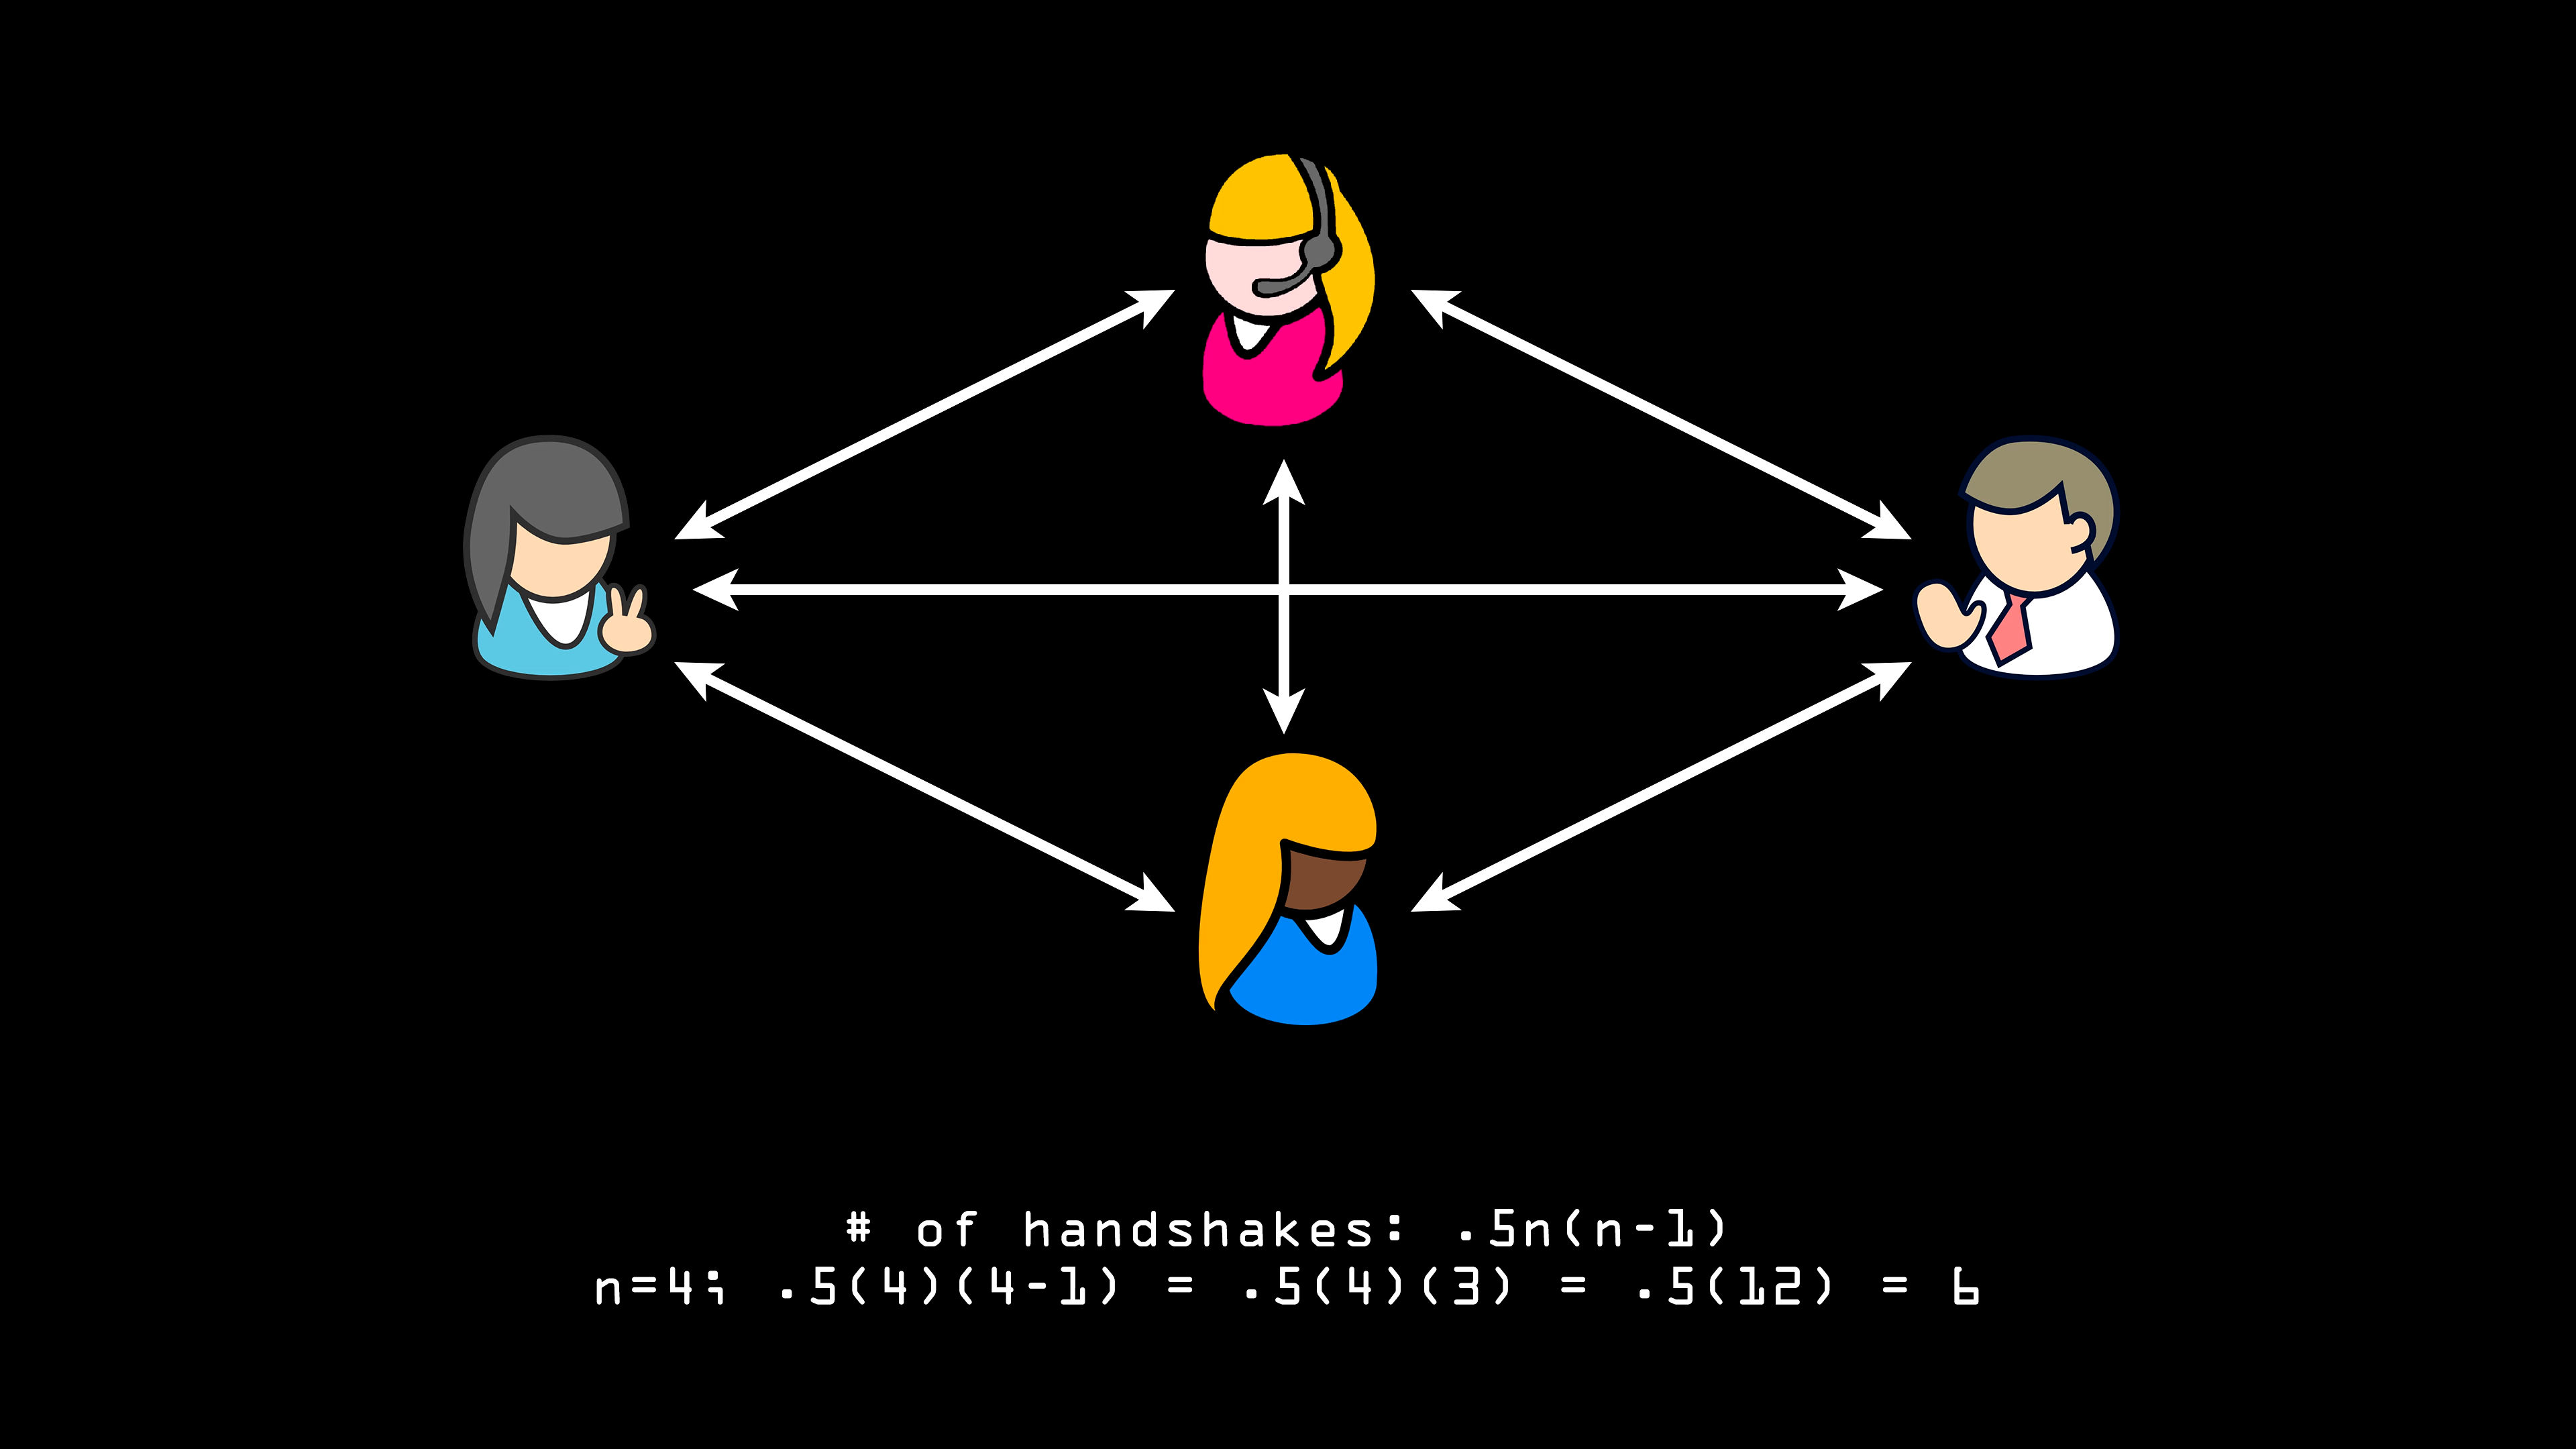 # of handshakes: .5n(n-1)
n=4; .5(4)(4-1) = .5(4)(3) = .5(12) = 6